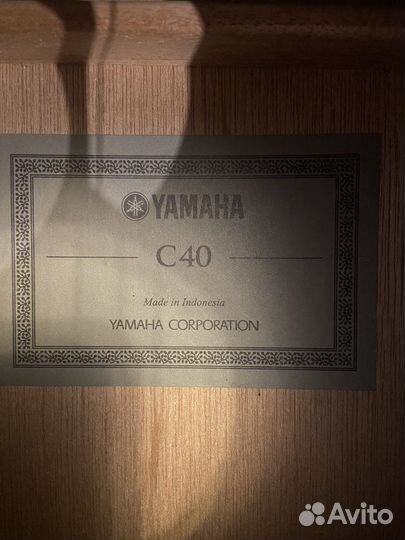 YAMAHA
C40
Made in Indonesia
YAMAHA CORPORATION
Avito